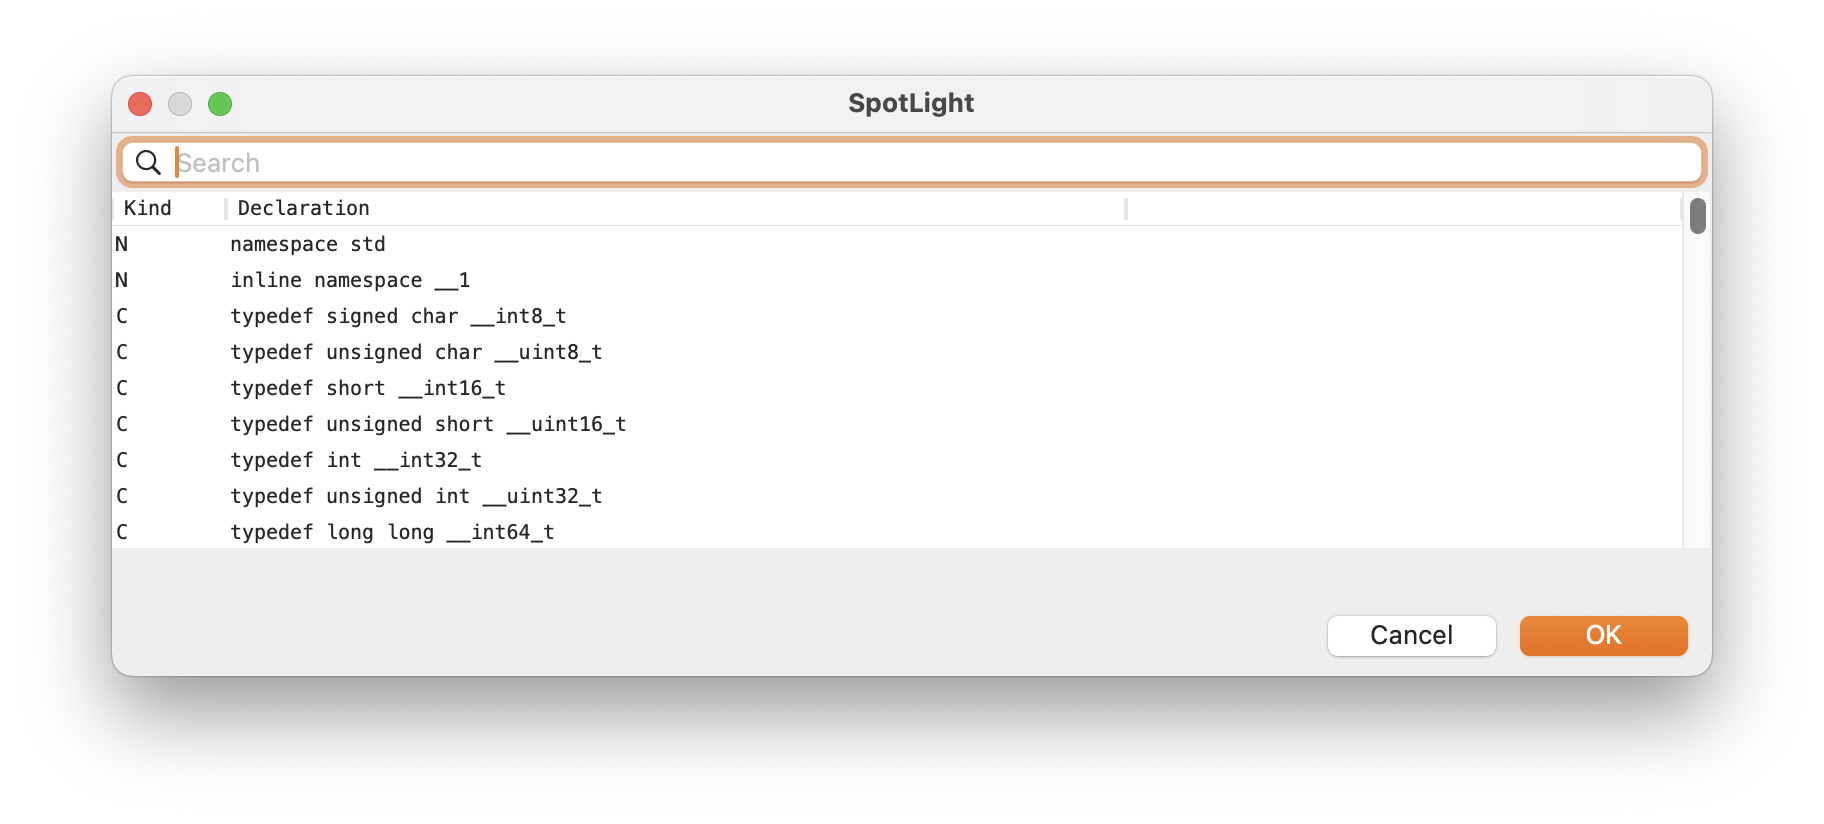 SpotLight
Search
Kind Declaration
N namespace std
N inline namespace __1
C typedef signed char __int8_t
C typedef unsigned char __uint8_t
C typedef short __int16_t
C typedef unsigned short __uint16_t
C typedef int __int32_t
C typedef unsigned int __uint32_t
C typedef long long __int64_t
Cancel OK